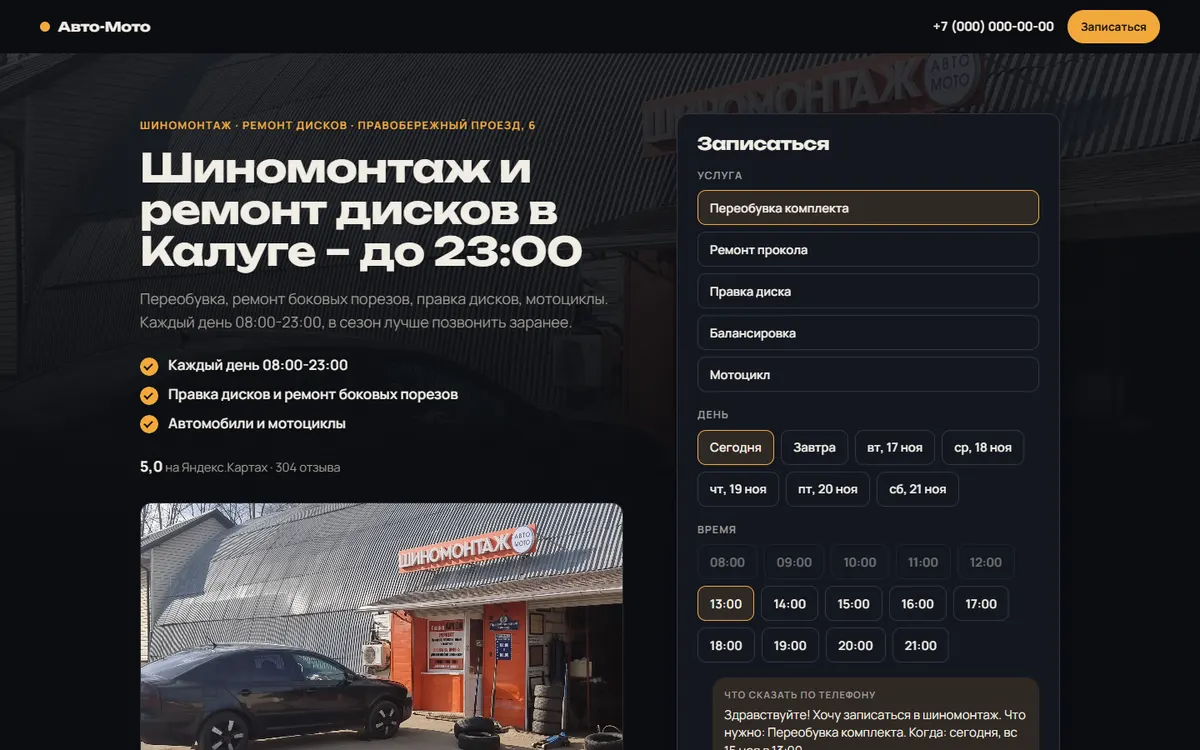 Авто-Мото
+7 (000) 000-00-00
Записаться
ШИНОМОНТАЖ
АВТО
МОТО
ШИНОМОНТАЖ · РЕМОНТ ДИСКОВ · ПРАВОБЕРЕЖНЫЙ ПРОЕЗД, 6
Шиномонтаж и
ремонт дисков в
Калуге – до 23:00
Переобувка, ремонт боковых порезов, правка дисков, мотоциклы.
Каждый день 08:00-23:00, в сезон лучше позвонить заранее.
Каждый день 08:00-23:00
Правка дисков и ремонт боковых порезов
Автомобили и мотоциклы
5,0 на Яндекс.Картах · 304 отзыва
ШИНОМОНТАЖ
АВТО
МОТО
Записаться
УСЛУГА
Переобувка комплекта
Ремонт прокола
Правка диска
Балансировка
Мотоцикл
ДЕНЬ
Сегодня
Завтра
вт, 17 ноя
ср, 18 ноя
чт, 19 ноя
пт, 20 ноя
сб, 21 ноя
ВРЕМЯ
08:00
09:00
10:00
11:00
12:00
13:00
14:00
15:00
16:00
17:00
18:00
19:00
20:00
21:00
ЧТО СКАЗАТЬ ПО ТЕЛЕФОНУ
Здравствуйте! Хочу записаться в шиномонтаж. Что
нужно: Переобувка комплекта. Когда: сегодня, вс
15 ноя в 13:00